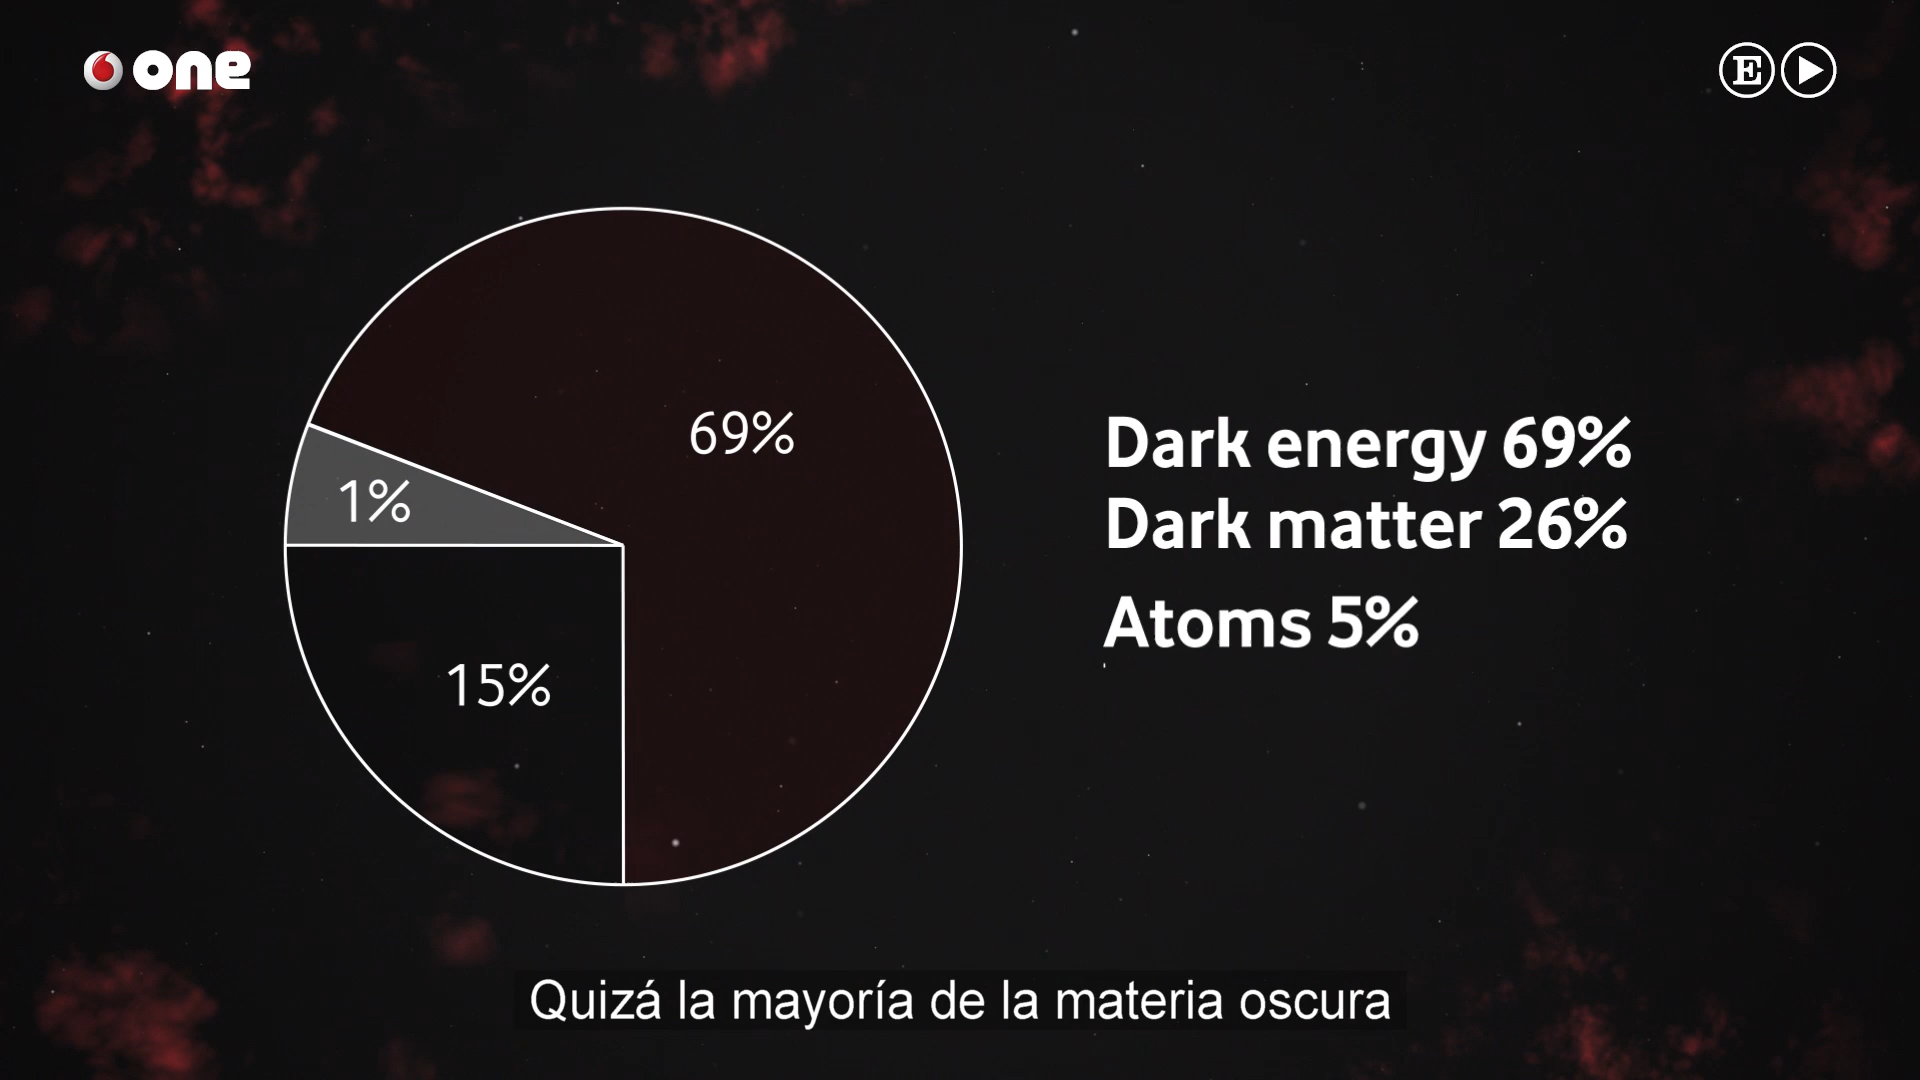 one
E
69%
1%
15%
Dark energy 69%
Dark matter 26%
Atoms 5%
Quizá la mayoría de la materia oscura